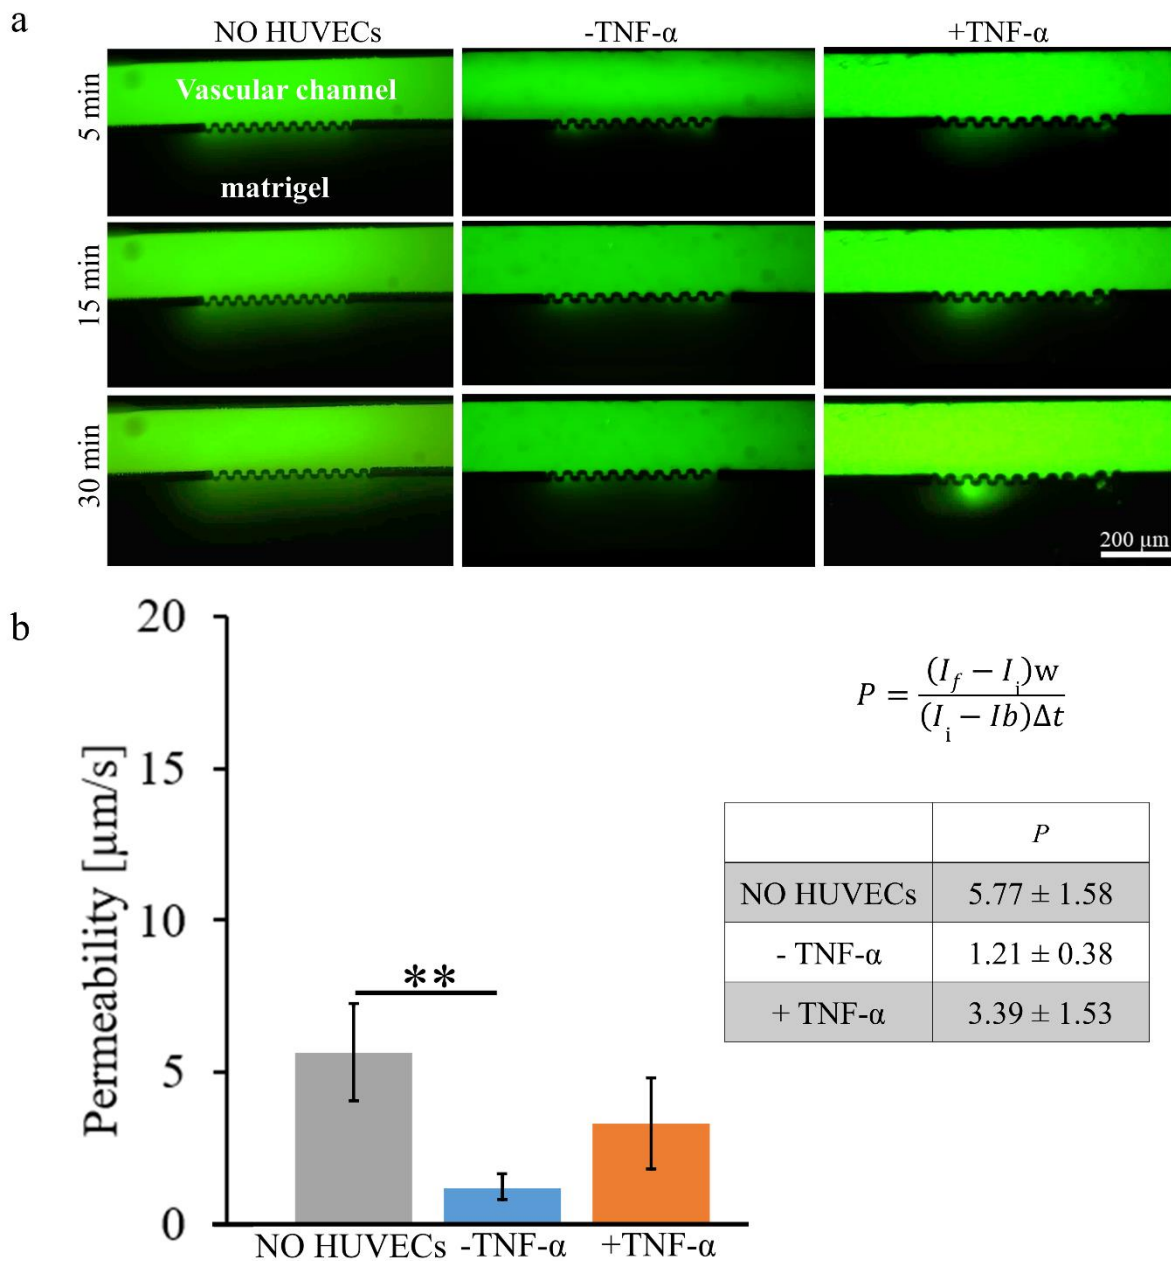 a
NO HUVECs
-TNF-α
+TNF-α
5 min
Vascular channel
matrigel
15 min
30 min
200 μm
b
Permeability [μm/s]
20
15
10
5
0
**
NO HUVECs
-TNF-α
+TNF-α
P = (I_f − I_i)w / (I_i − Ib)Δt
P
NO HUVECs 5.77 ± 1.58
- TNF-α 1.21 ± 0.38
+ TNF-α 3.39 ± 1.53